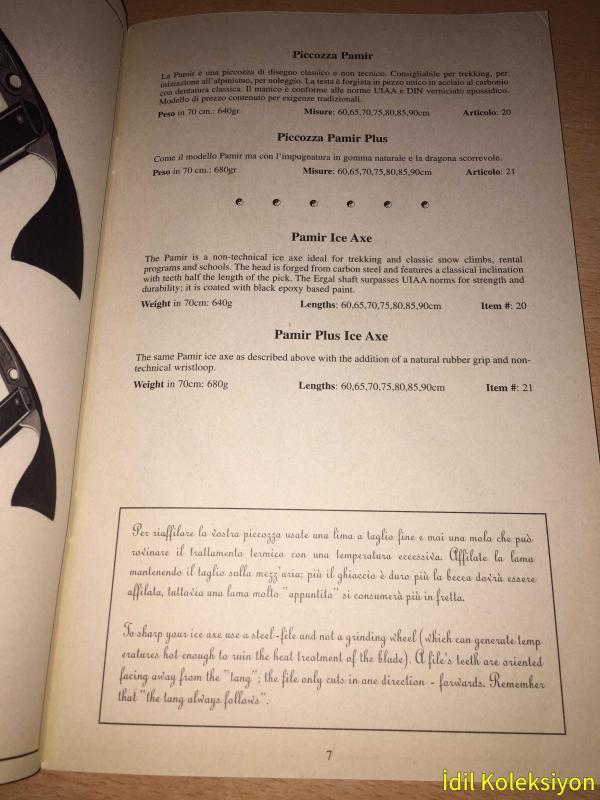 Piccozza Pamir
La Pamir è una piccozza di disegno classico e non tecnico. Consigliabile per trekking, per
iniziazione all'alpinismo, per noleggio. La testa è forgiata in pezzo unico in acciaio al carbonio
con dentatura classica. Il manico è conforme alle norme UIAA e DIN verniciato epossidico.
Modello di prezzo contenuto per esigenze tradizionali.
Peso in 70 cm.: 640gr Misure: 60,65,70,75,80,85,90cm Articolo: 20
Piccozza Pamir Plus
Come il modello Pamir ma con l'impugnatura in gomma naturale e la dragona scorrevole.
Peso in 70 cm.: 680gr Misure: 60,65,70,75,80,85,90cm Articolo: 21
Pamir Ice Axe
The Pamir is a non-technical ice axe ideal for trekking and classic snow climbs, rental
programs and schools. The head is forged from carbon steel and features a classical inclination
with teeth half the length of the pick. The Ergal shaft surpasses UIAA norms for strength and
durability; it is coated with black epoxy based paint.
Weight in 70cm: 640g Lengths: 60,65,70,75,80,85,90cm Item #: 20
Pamir Plus Ice Axe
The same Pamir ice axe as described above with the addition of a natural rubber grip and non-
technical wristloop.
Weight in 70cm: 680g Lengths: 60,65,70,75,80,85,90cm Item #: 21
Per riaffilare la vostra piccozza usate una lima a taglio fine e mai una mola che può
rovinare il trattamento termico con una temperatura eccessiva. Affilate la lama
mantenendo il taglio sulla mezz'aria; più il ghiaccio è duro più la becca dovrà essere
affilata, tuttavia una lama molto "appuntita" si consumerà più in fretta.
To sharp your ice axe use a steel-file and not a grinding wheel (which can generate temp
eratures hot enough to ruin the heat treatment of the blade). A file's teeth are oriented
facing away from the "tang"; the file only cuts in one direction - forwards. Remember
that "the tang always follows".
7
İdil Koleksiyon